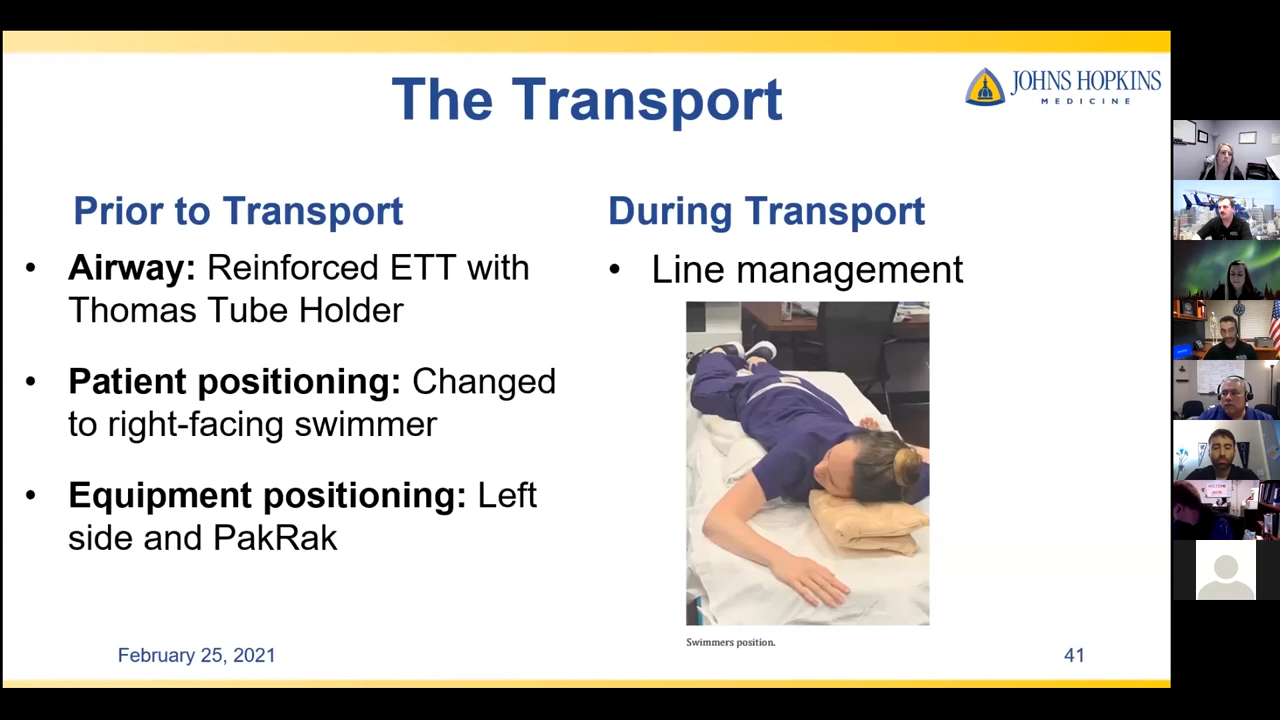 The Transport
JOHNS HOPKINS
MEDICINE
Prior to Transport
• Airway: Reinforced ETT with
Thomas Tube Holder
• Patient positioning: Changed
to right-facing swimmer
• Equipment positioning: Left
side and PakRak
During Transport
• Line management
Swimmers position.
February 25, 2021
41